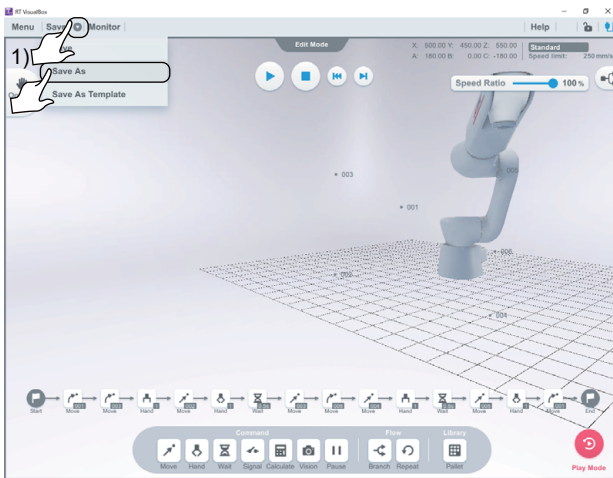 RT VisualBox
Menu Save Monitor Help
Edit Mode
X: 500.00 Y: 450.00 Z: 550.00 Standard
A: 180.00 B: 0.00 C: -180.00 Speed limit: 250 mm/s
1)
Save As
Save As Template
Speed Ratio 100 %
003
001
Start Move Move Hand Move Hand Wait Move Move Move Hand Wait Move Hand Move End
Command Flow Library
Move Hand Wait Signal Calculate Vision Pause Branch Repeat Pallet
Play Mode